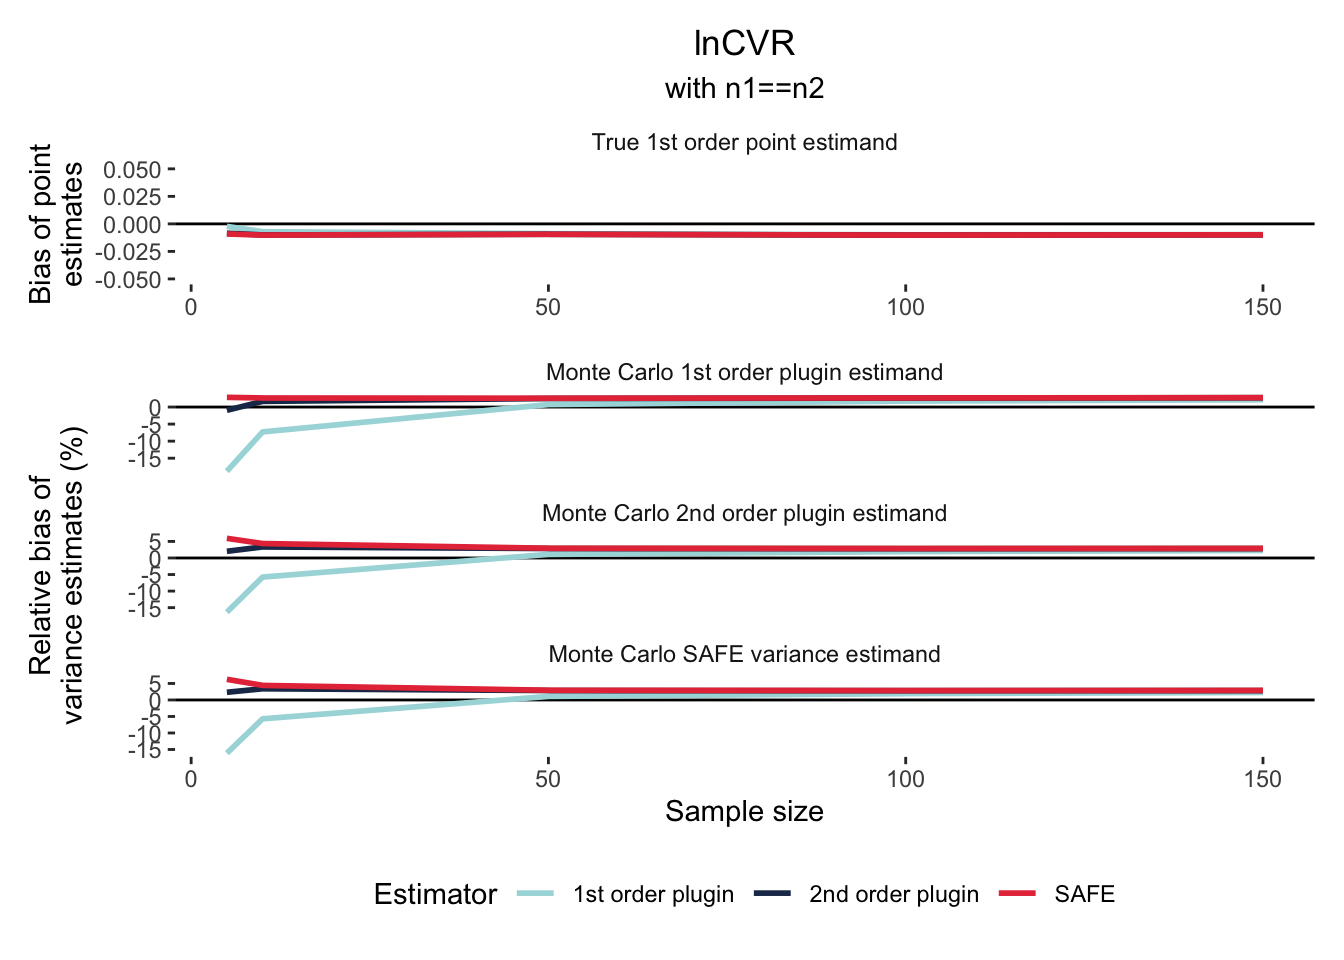 lnCVR
with n1==n2
True 1st order point estimand
Bias of point
estimates
0.050
0.025
0.000
-0.025
-0.050
0 50 100 150
Monte Carlo 1st order plugin estimand
0
-5
-10
-15
Relative bias of
variance estimates (%)
Monte Carlo 2nd order plugin estimand
5
0
-5
-10
-15
Monte Carlo SAFE variance estimand
5
0
-5
-10
-15
0 50 100 150
Sample size
Estimator 1st order plugin 2nd order plugin SAFE